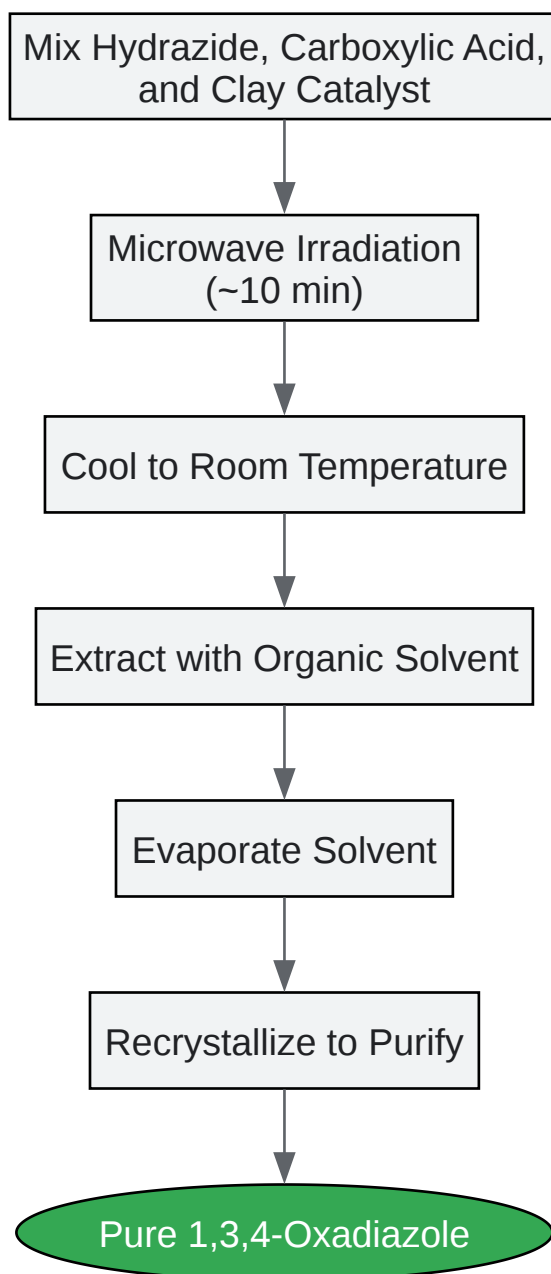 Mix Hydrazide, Carboxylic Acid,
and Clay Catalyst
Microwave Irradiation
(~10 min)
Cool to Room Temperature
Extract with Organic Solvent
Evaporate Solvent
Recrystallize to Purify
Pure 1,3,4-Oxadiazole